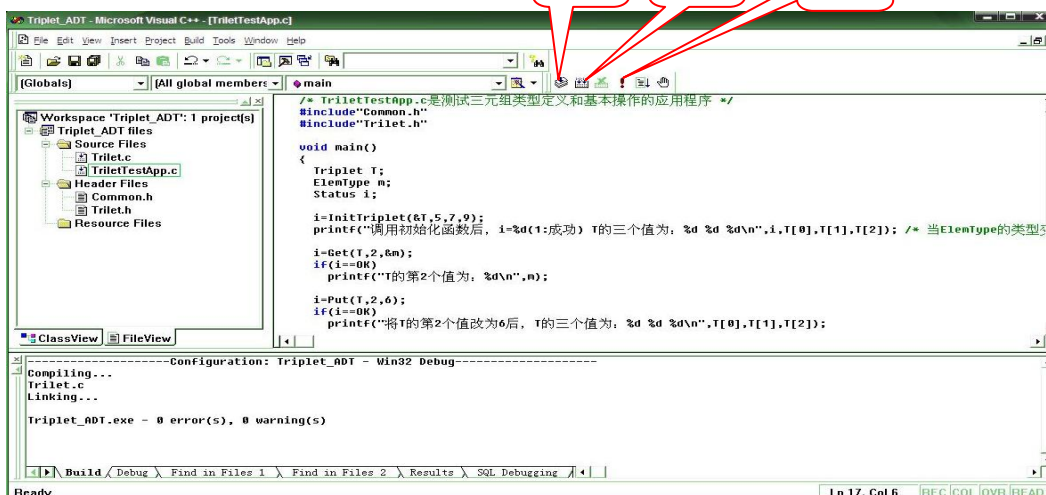 Triplet_ADT - Microsoft Visual C++ - [TriletTestApp.c]
File Edit View Insert Project Build Tools Window Help
(Globals) (All global members main
/* TriletTestApp.c是测试三元组类型定义和基本操作的应用程序 */
#include"Common.h"
#include"Trilet.h"
void main()
{
Triplet T;
ElemType m;
Status i;
i=InitTriplet(&T,5,7,9);
printf("调用初始化函数后，i=%d(1:成功) T的三个值为：%d %d %d\n",i,T[0],T[1],T[2]); /* 当ElemType的类型
i=Get(T,2,&m);
if(i==OK)
printf("T的第2个值为：%d\n",m);
i=Put(T,2,6);
if(i==OK)
printf("将T的第2个值改为6后，T的三个值为：%d %d %d\n",T[0],T[1],T[2]);
Workspace 'Triplet_ADT': 1 project(s)
Triplet_ADT files
Source Files
Trilet.c
TriletTestApp.c
Header Files
Common.h
Trilet.h
Resource Files
ClassView FileView
--------------------Configuration: Triplet_ADT - Win32 Debug--------------------
Compiling...
Trilet.c
Linking...
Triplet_ADT.exe - 0 error(s), 0 warning(s)
Build Debug Find in Files 1 Find in Files 2 Results SQL Debugging
Ready Ln 17, Col 6 REC COL OVR READ